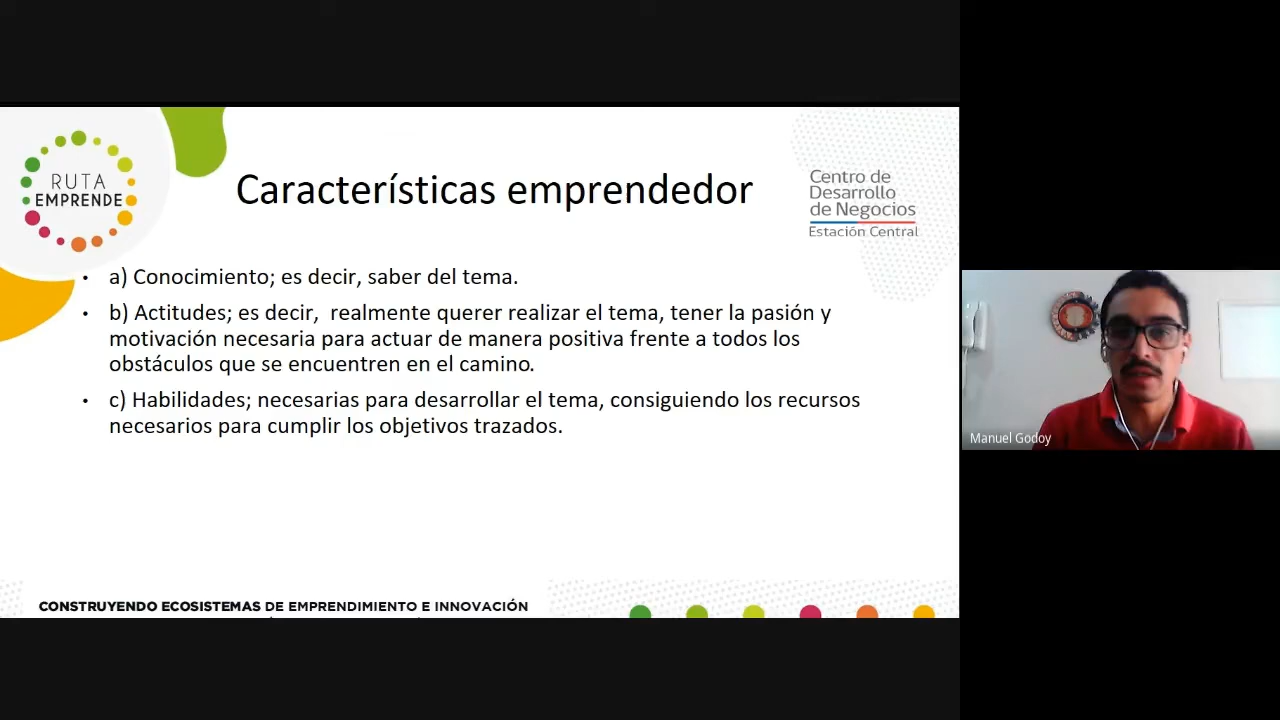 RUTA
EMPRENDE
Características emprendedor
Centro de
Desarrollo
de Negocios
Estación Central
• a) Conocimiento; es decir, saber del tema.
• b) Actitudes; es decir,  realmente querer realizar el tema, tener la pasión y
motivación necesaria para actuar de manera positiva frente a todos los
obstáculos que se encuentren en el camino.
• c) Habilidades; necesarias para desarrollar el tema, consiguiendo los recursos
necesarios para cumplir los objetivos trazados.
CONSTRUYENDO ECOSISTEMAS DE EMPRENDIMIENTO E INNOVACIÓN
Manuel Godoy